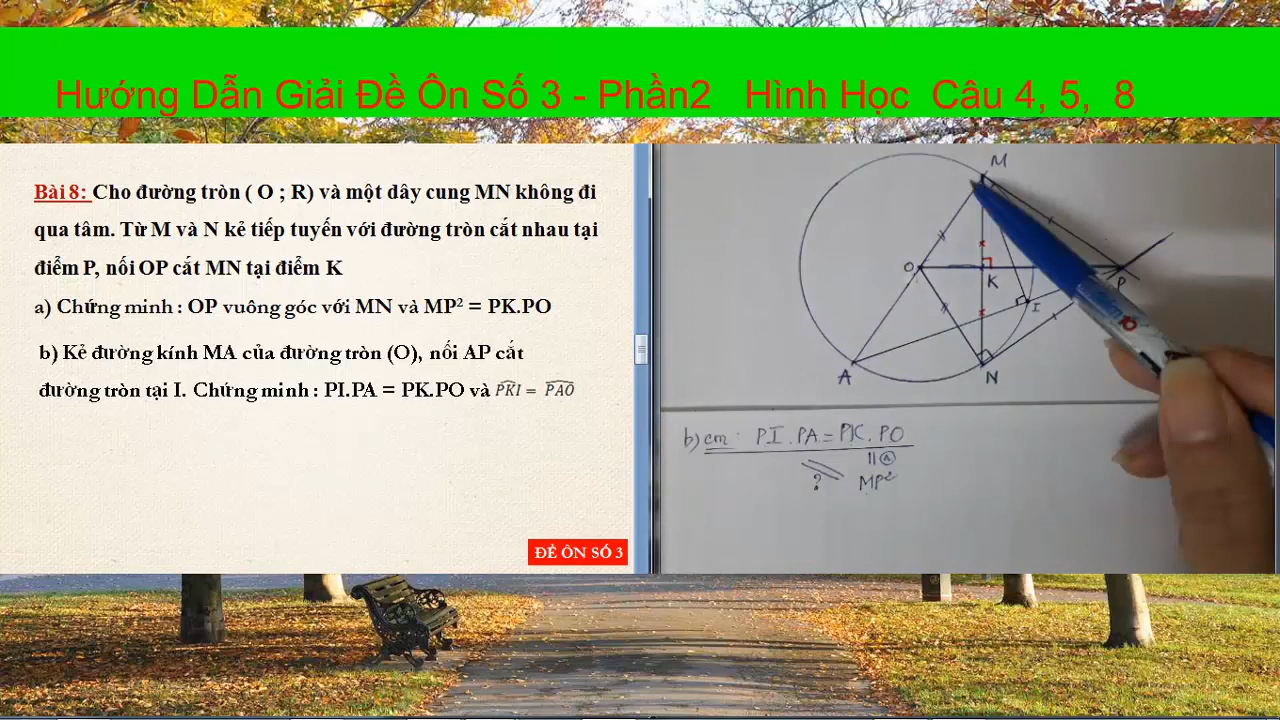 Hướng Dẫn Giải Đề Ôn Số 3 - Phần2 Hình Học Câu 4, 5, 8
Bài 8: Cho đường tròn ( O ; R) và một dây cung MN không đi
qua tâm. Từ M và N kẻ tiếp tuyến với đường tròn cắt nhau tại
điểm P, nối OP cắt MN tại điểm K
a) Chứng minh : OP vuông góc với MN và MP² = PK.PO
b) Kẻ đường kính MA của đường tròn (O), nối AP cắt
đường tròn tại I. Chứng minh : PI.PA = PK.PO và PKI = PAO
ĐỀ ÔN SỐ 3
M
O
K
P
I
A
N
b) cm: PI.PA = PK.PO
|| ⓐ
? MP²